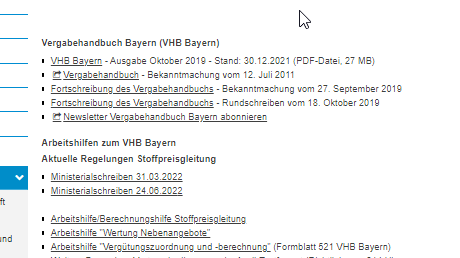 Vergabehandbuch Bayern (VHB Bayern)
VHB Bayern - Ausgabe Oktober 2019 - Stand: 30.12.2021 (PDF-Datei, 27 MB)
Vergabehandbuch - Bekanntmachung vom 12. Juli 2011
Fortschreibung des Vergabehandbuchs - Bekanntmachung vom 27. September 2019
Fortschreibung des Vergabehandbuchs - Rundschreiben vom 18. Oktober 2019
Newsletter Vergabehandbuch Bayern abonnieren
Arbeitshilfen zum VHB Bayern
Aktuelle Regelungen Stoffpreisgleitung
Ministerialschreiben 31.03.2022
Ministerialschreiben 24.06.2022
Arbeitshilfe/Berechnungshilfe Stoffpreisgleitung
Arbeitshilfe "Wertung Nebenangebote"
Arbeitshilfe "Vergütungszuordnung und -berechnung" (Formblatt 521 VHB Bayern)